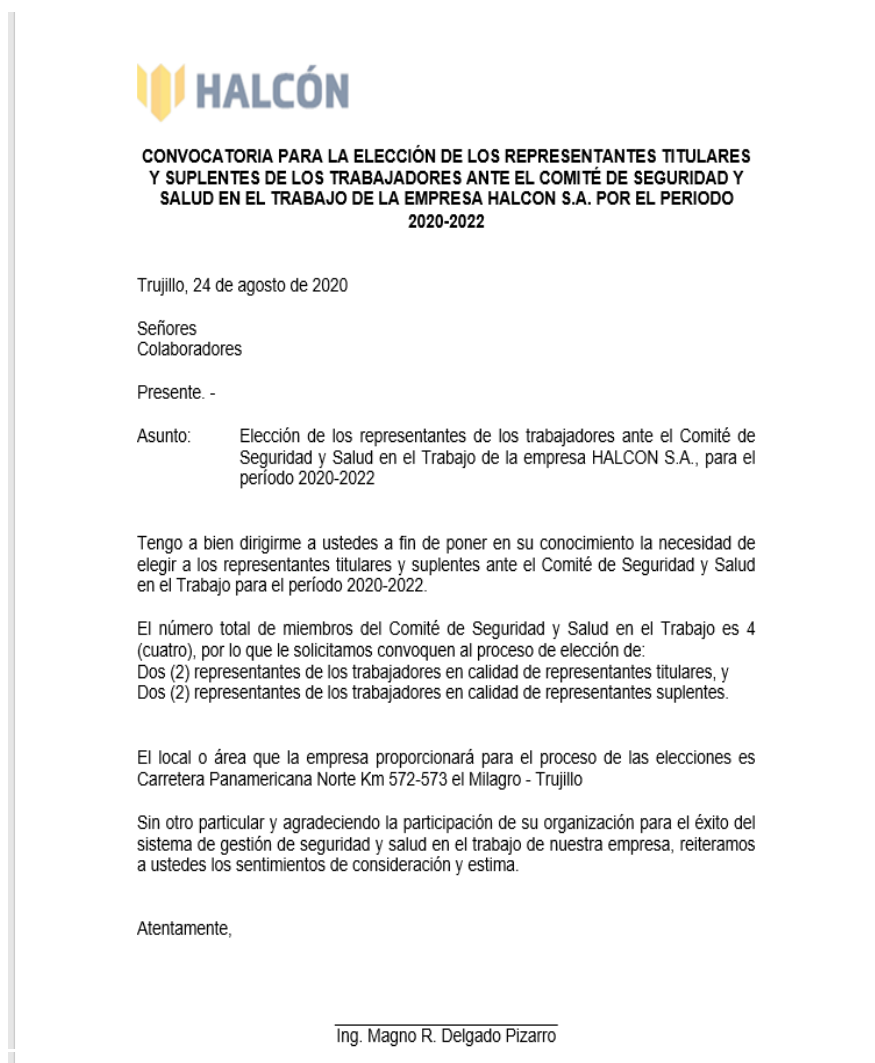 HALCÓN
CONVOCATORIA PARA LA ELECCIÓN DE LOS REPRESENTANTES TITULARES
Y SUPLENTES DE LOS TRABAJADORES ANTE EL COMITÉ DE SEGURIDAD Y
SALUD EN EL TRABAJO DE LA EMPRESA HALCON S.A. POR EL PERIODO
2020-2022
Trujillo, 24 de agosto de 2020
Señores
Colaboradores
Presente. -
Asunto: Elección de los representantes de los trabajadores ante el Comité de
Seguridad y Salud en el Trabajo de la empresa HALCON S.A., para el
período 2020-2022
Tengo a bien dirigirme a ustedes a fin de poner en su conocimiento la necesidad de
elegir a los representantes titulares y suplentes ante el Comité de Seguridad y Salud
en el Trabajo para el período 2020-2022.
El número total de miembros del Comité de Seguridad y Salud en el Trabajo es 4
(cuatro), por lo que le solicitamos convoquen al proceso de elección de:
Dos (2) representantes de los trabajadores en calidad de representantes titulares, y
Dos (2) representantes de los trabajadores en calidad de representantes suplentes.
El local o área que la empresa proporcionará para el proceso de las elecciones es
Carretera Panamericana Norte Km 572-573 el Milagro - Trujillo
Sin otro particular y agradeciendo la participación de su organización para el éxito del
sistema de gestión de seguridad y salud en el trabajo de nuestra empresa, reiteramos
a ustedes los sentimientos de consideración y estima.
Atentamente,
Ing. Magno R. Delgado Pizarro